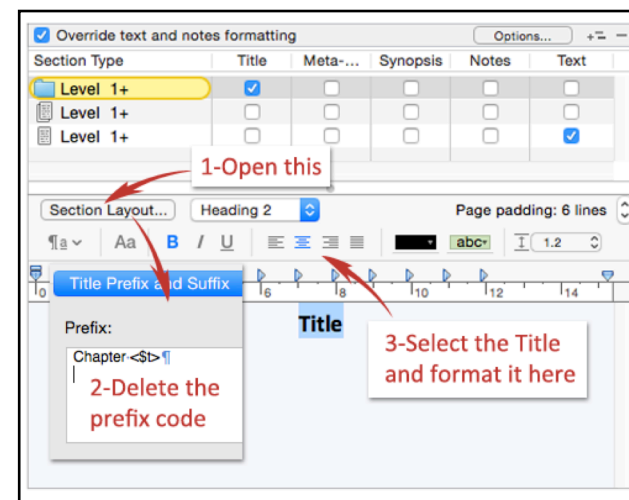 Override text and notes formatting Options...
Section Type Title Meta-... Synopsis Notes Text
Level 1+
Level 1+
Level 1+
1-Open this
Section Layout... Heading 2 Page padding: 6 lines
¶a Aa B I U abc 1.2
0 6 8 10 12 14
Title Prefix and Suffix
Title
Prefix:
3-Select the Title
and format it here
Chapter·<$t>¶
2-Delete the
prefix code